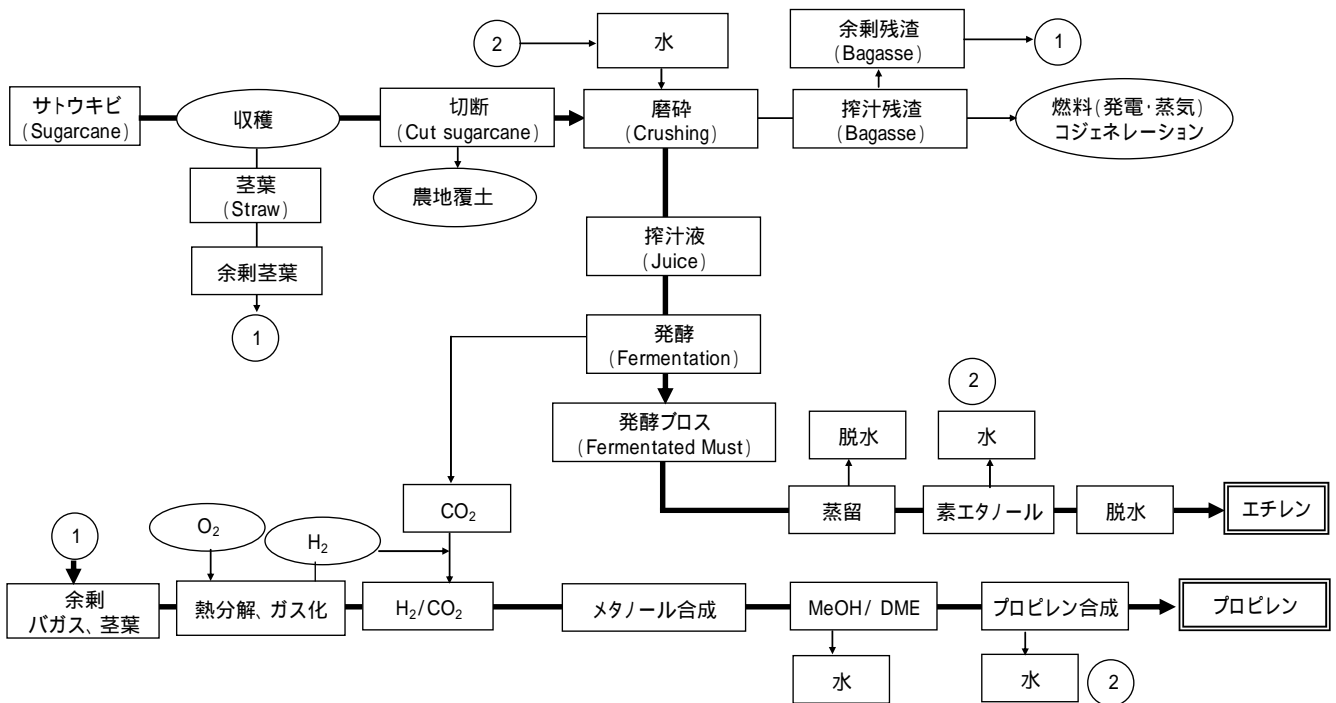 2
水
余剰残渣
(Bagasse)
1
サトウキビ
(Sugarcane)
収穫
切断
(Cut sugarcane)
磨砕
(Crushing)
搾汁残渣
(Bagasse)
燃料(発電・蒸気)
コジェネレーション
茎葉
(Straw)
農地覆土
余剰茎葉
1
搾汁液
(Juice)
発酵
(Fermentation)
発酵ブロス
(Fermentated Must)
脱水
2
水
蒸留
素エタノール
脱水
エチレン
CO₂
1
O₂
H₂
余剰
バガス、茎葉
熱分解、ガス化
H₂/CO₂
メタノール合成
MeOH/ DME
プロピレン合成
プロピレン
水
水
2